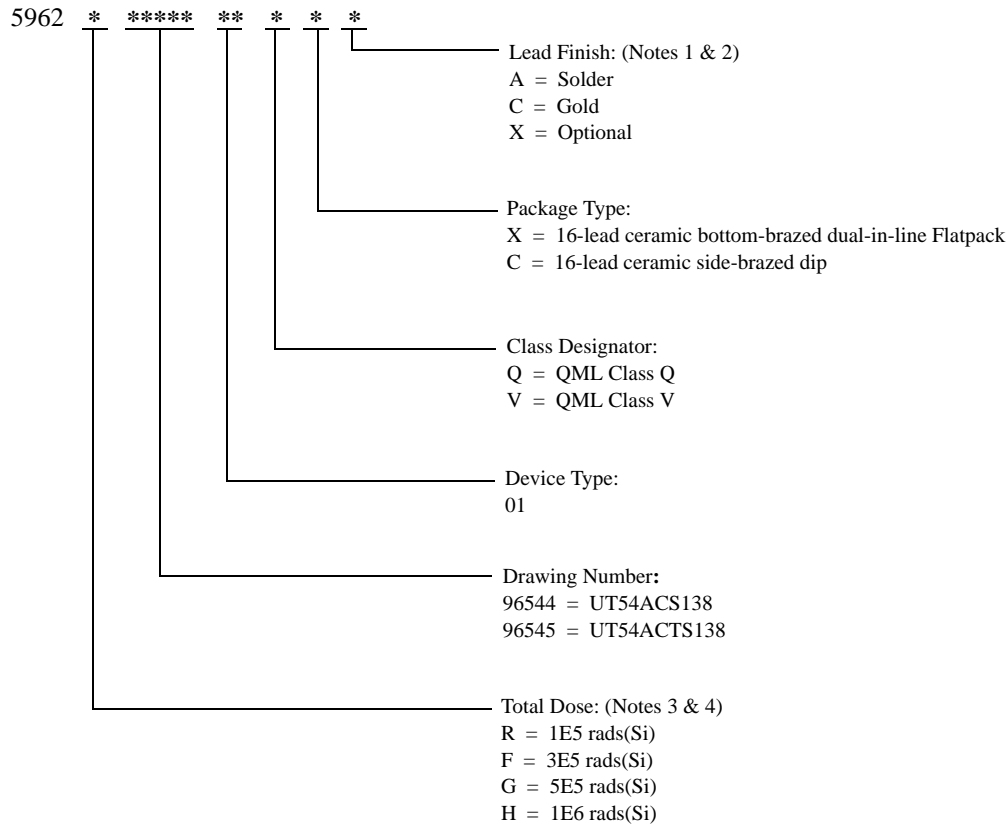 5962 * ***** ** * * *
Lead Finish: (Notes 1 & 2)
A = Solder
C = Gold
X = Optional
Package Type:
X = 16-lead ceramic bottom-brazed dual-in-line Flatpack
C = 16-lead ceramic side-brazed dip
Class Designator:
Q = QML Class Q
V = QML Class V
Device Type:
01
Drawing Number:
96544 = UT54ACS138
96545 = UT54ACTS138
Total Dose: (Notes 3 & 4)
R = 1E5 rads(Si)
F = 3E5 rads(Si)
G = 5E5 rads(Si)
H = 1E6 rads(Si)